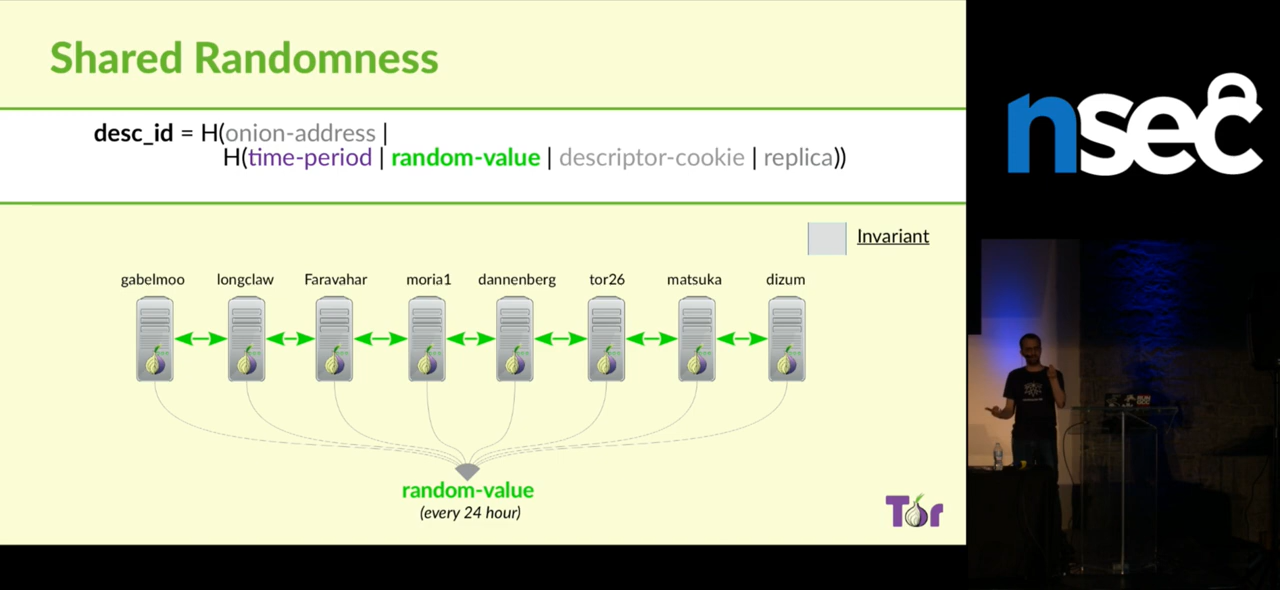 Shared Randomness
desc_id = H(onion-address |
H(time-period | random-value | descriptor-cookie | replica))
Invariant
gabelmoo longclaw Faravahar moria1 dannenberg tor26 matsuka dizum
random-value
(every 24 hour)
Tor
nsec